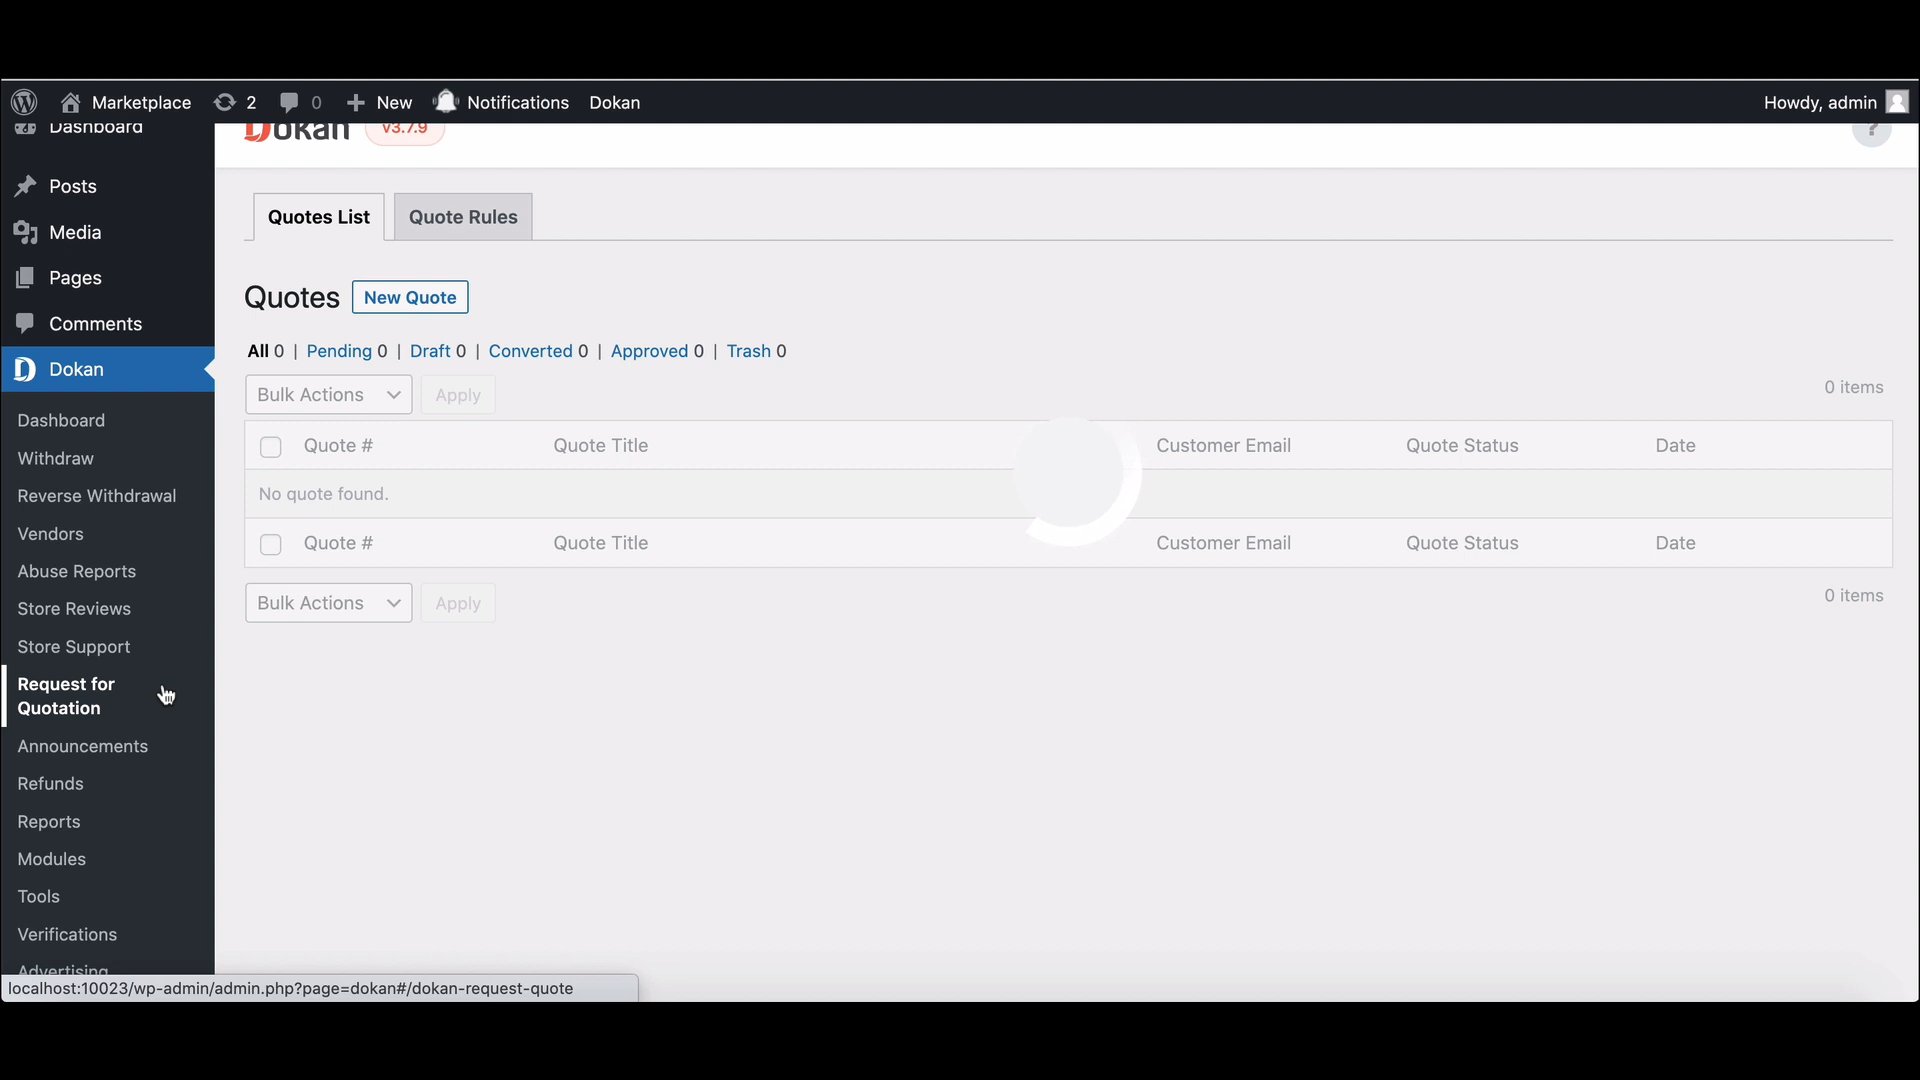 Marketplace 2 0 New Notifications Dokan Howdy, admin
Dashboard
Dokan v3.7.9 ?
Posts
Media
Pages
Comments
Dokan
Dashboard
Withdraw
Reverse Withdrawal
Vendors
Abuse Reports
Store Reviews
Store Support
Request for
Quotation
Announcements
Refunds
Reports
Modules
Tools
Verifications
Advertising
Quotes List Quote Rules
Quotes New Quote
All 0 | Pending 0 | Draft 0 | Converted 0 | Approved 0 | Trash 0
Bulk Actions Apply 0 items
Quote # Quote Title Customer Email Quote Status Date
No quote found.
Quote # Quote Title Customer Email Quote Status Date
Bulk Actions Apply 0 items
localhost:10023/wp-admin/admin.php?page=dokan#/dokan-request-quote